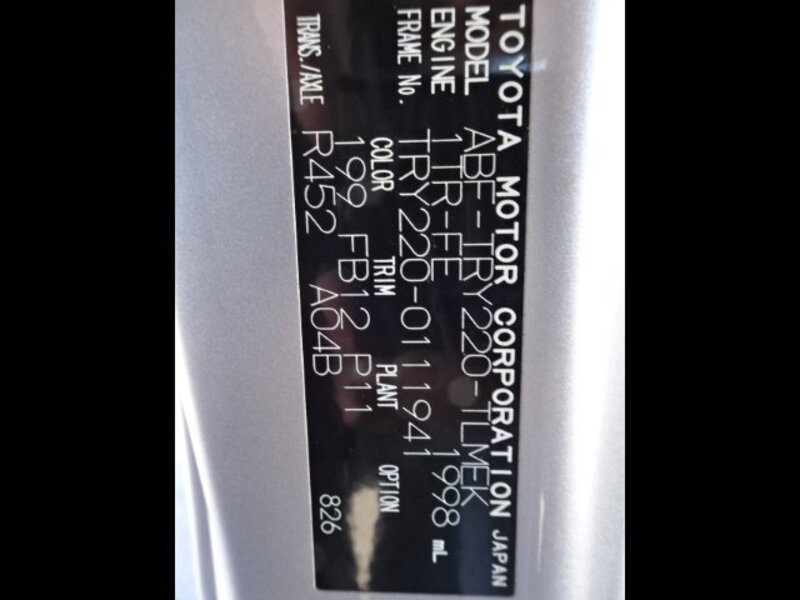 TOYOTA MOTOR CORPORATION JAPAN
MODEL ABF-TRY220-TLMEK
ENGINE 1TR-FE 1998 mL
FRAME No. TRY220-0111941
COLOR TRIM PLANT OPTION
199 FB12 P11
TRANS./AXLE R452 A04B 826